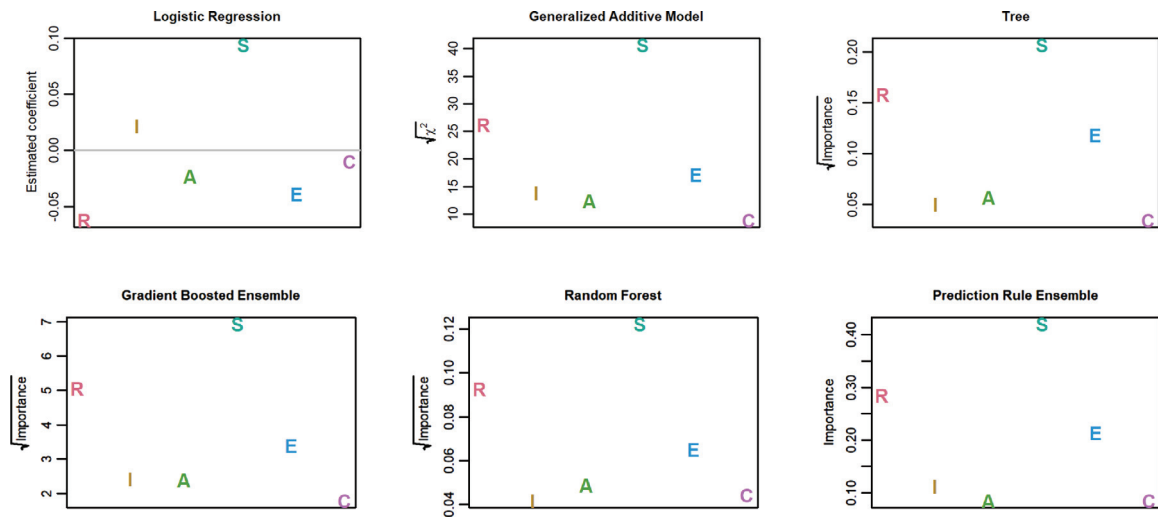 Logistic Regression
Estimated coefficient
0.10
0.05
0.00
-0.05
R
I
A
S
E
C
Generalized Additive Model
√χ²
40
35
30
25
20
15
10
R
I
A
S
E
C
Tree
√Importance
0.20
0.15
0.10
0.05
R
I
A
S
E
C
Gradient Boosted Ensemble
√Importance
7
6
5
4
3
2
R
I
A
S
E
C
Random Forest
√Importance
0.12
0.10
0.08
0.06
0.04
R
I
A
S
E
C
Prediction Rule Ensemble
Importance
0.40
0.30
0.20
0.10
R
I
A
S
E
C